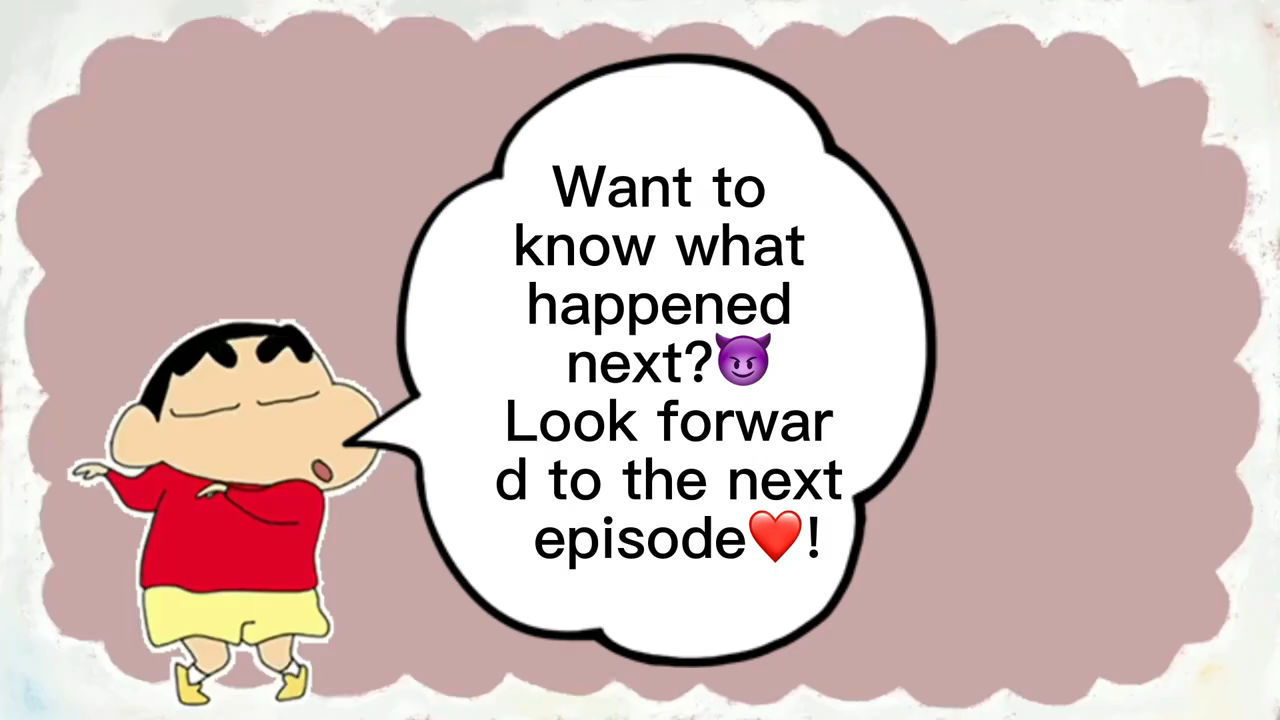 Want to
know what
happened
next?😈
Look forwar
d to the next
episode❤️!